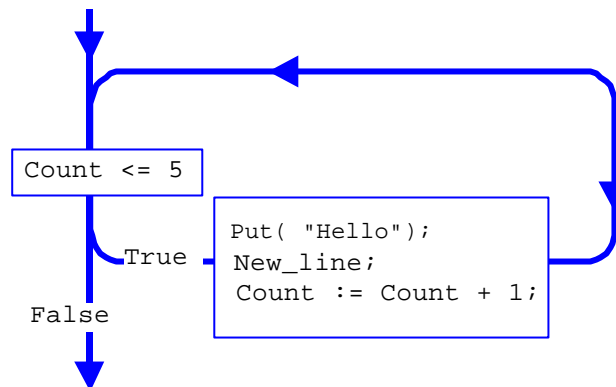 Count <= 5
Put( "Hello");
True
New_line;
Count := Count + 1;
False